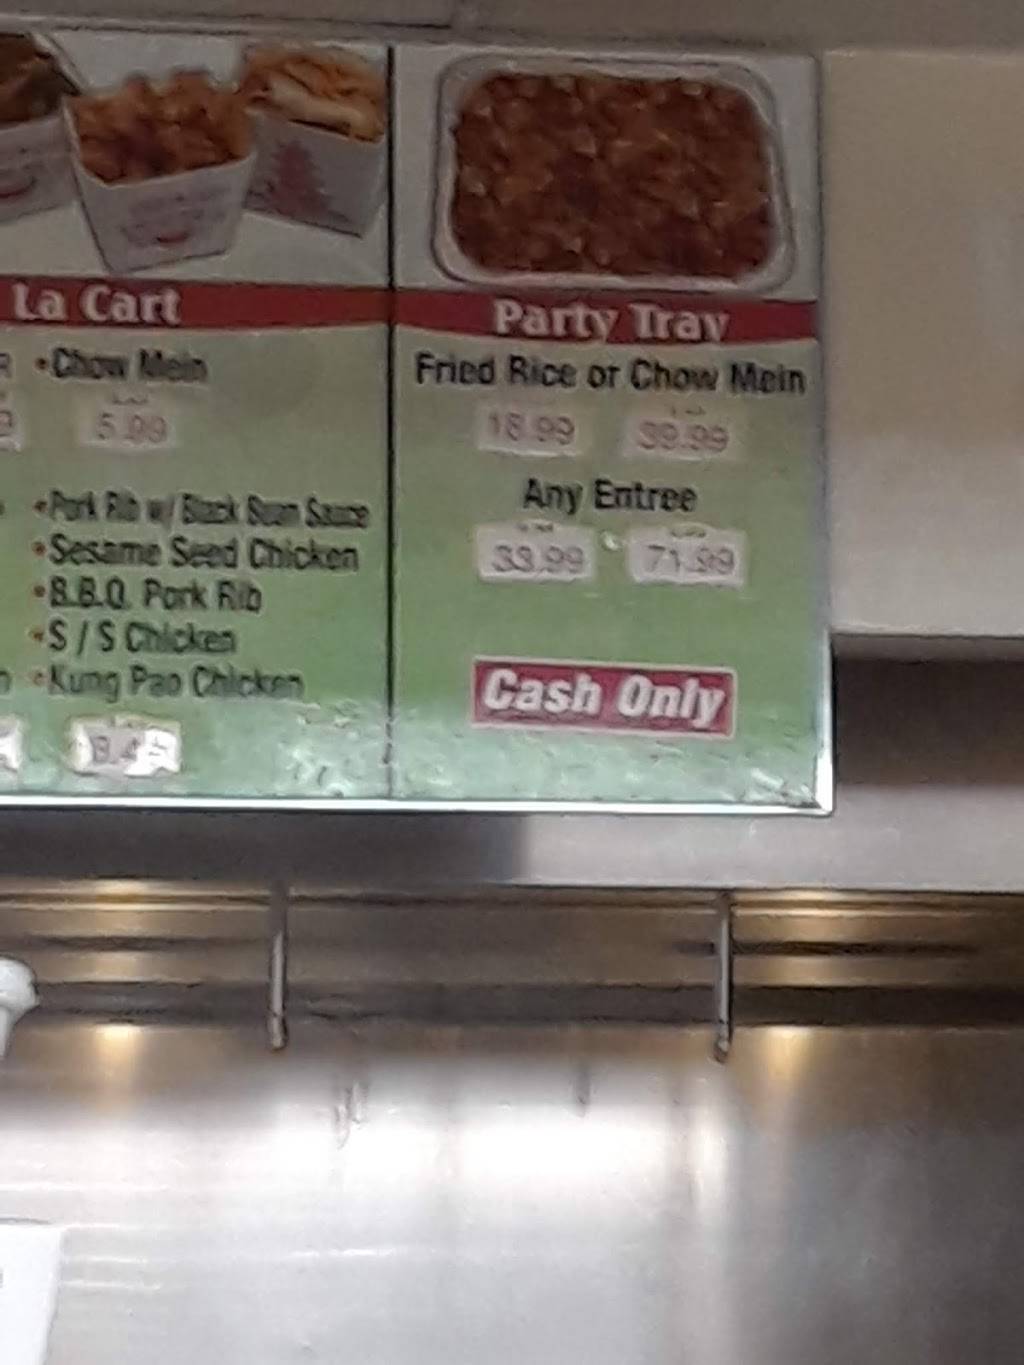 La Cart
Chow Mein
5.99
Pork Rib w/ Black Bean Sauce
Sesame Seed Chicken
B.B.Q. Pork Rib
S / S Chicken
Kung Pao Chicken
Party Tray
Fried Rice or Chow Mein
18.99 39.99
Any Entree
33.99 71.99
Cash Only